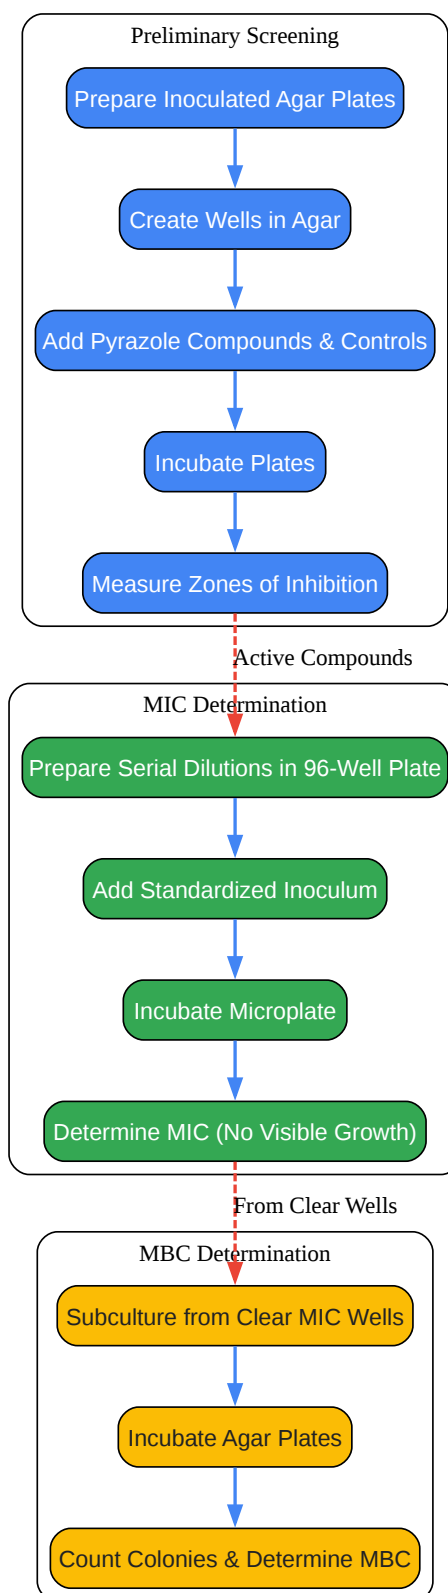 Preliminary Screening
Prepare Inoculated Agar Plates
Create Wells in Agar
Add Pyrazole Compounds & Controls
Incubate Plates
Measure Zones of Inhibition
Active Compounds
MIC Determination
Prepare Serial Dilutions in 96-Well Plate
Add Standardized Inoculum
Incubate Microplate
Determine MIC (No Visible Growth)
From Clear Wells
MBC Determination
Subculture from Clear MIC Wells
Incubate Agar Plates
Count Colonies & Determine MBC